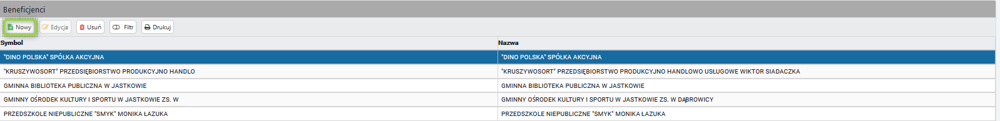 Beneficjenci
Nowy Edycja Usuń Filtr Drukuj
Symbol Nazwa
"DINO POLSKA" SPÓŁKA AKCYJNA "DINO POLSKA" SPÓŁKA AKCYJNA
"KRUSZYWOSORT" PRZEDSIĘBIORSTWO PRODUKCYJNO HANDLO "KRUSZYWOSORT" PRZEDSIĘBIORSTWO PRODUKCYJNO HANDLOWO USŁUGOWE WIKTOR SIADACZKA
GMINNA BIBLIOTEKA PUBLICZNA W JASTKOWIE GMINNA BIBLIOTEKA PUBLICZNA W JASTKOWIE
GMINNY OŚRODEK KULTURY I SPORTU W JASTKOWIE ZS. W GMINNY OŚRODEK KULTURY I SPORTU W JASTKOWIE ZS. W DĄBROWICY
PRZEDSZKOLE NIEPUBLICZNE "SMYK" MONIKA ŁAZUKA PRZEDSZKOLE NIEPUBLICZNE "SMYK" MONIKA ŁAZUKA